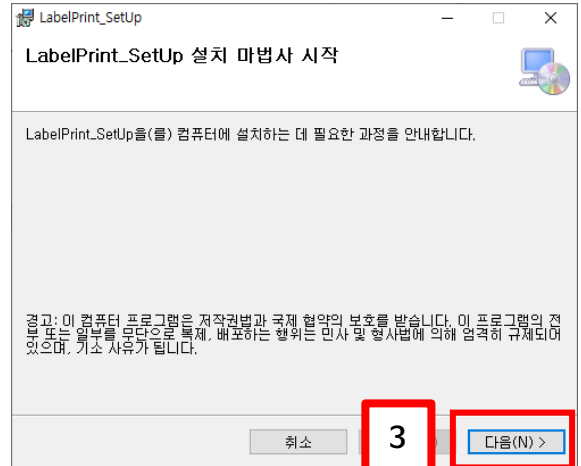 LabelPrint_SetUp
LabelPrint_SetUp 설치 마법사 시작
LabelPrint_SetUp을(를) 컴퓨터에 설치하는 데 필요한 과정을 안내합니다.
경고: 이 컴퓨터 프로그램은 저작권법과 국제 협약의 보호를 받습니다. 이 프로그램의 전
부 또는 일부를 무단으로 복제, 배포하는 행위는 민사 및 형사법에 의해 엄격히 규제되어
있으며, 기소 사유가 됩니다.
취소 3 다음(N) >